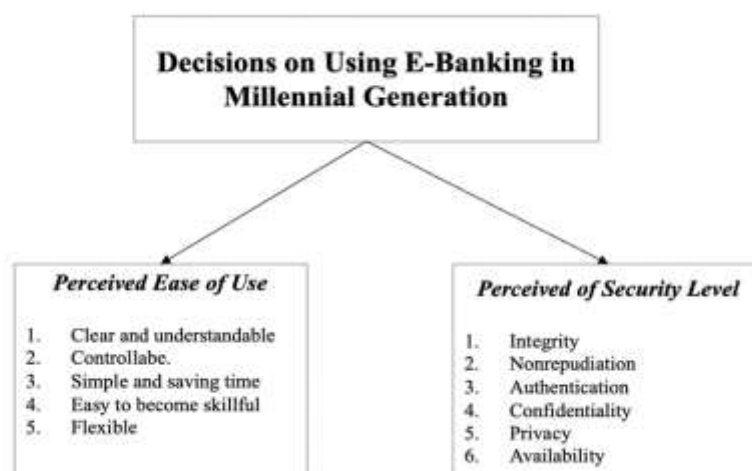 Decisions on Using E-Banking in
Millennial Generation
Perceived Ease of Use
1. Clear and understandable
2. Controllabe.
3. Simple and saving time
4. Easy to become skillful
5. Flexible
Perceived of Security Level
1. Integrity
2. Nonrepudiation
3. Authentication
4. Confidentiality
5. Privacy
6. Availability